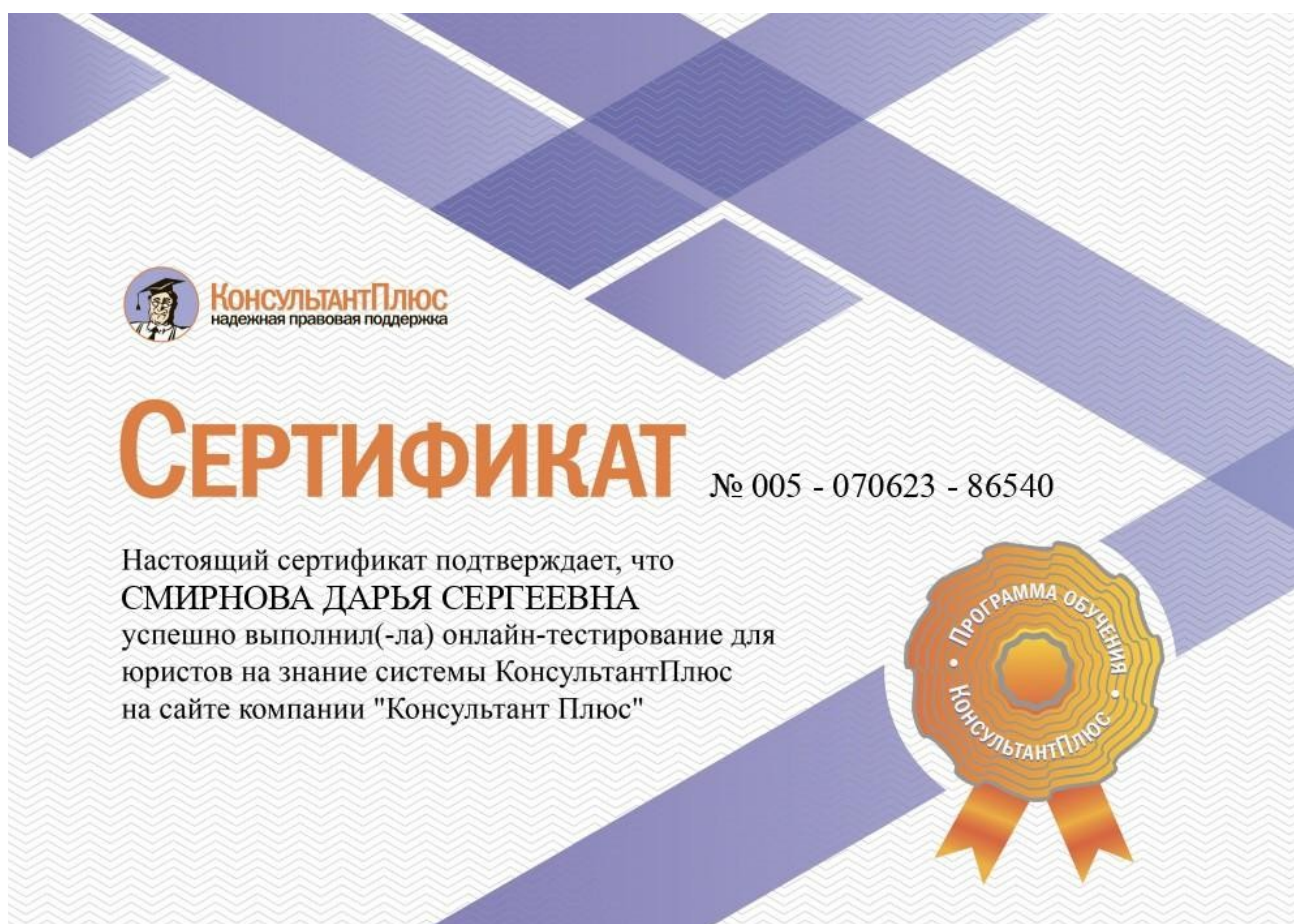 КонсультантПлюс
надежная правовая поддержка
Сертификат № 005 - 070623 - 86540
Настоящий сертификат подтверждает, что
СМИРНОВА ДАРЬЯ СЕРГЕЕВНА
успешно выполнил(-ла) онлайн-тестирование для
юристов на знание системы КонсультантПлюс
на сайте компании "Консультант Плюс"
• Программа обучения •
КонсультантПлюс